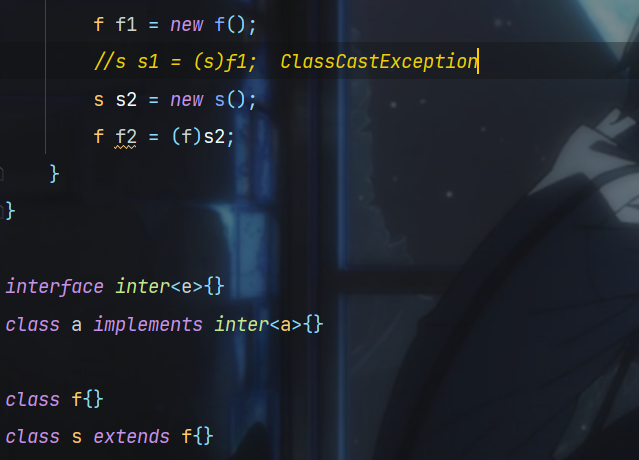 f f1 = new f();
//s s1 = (s)f1;  ClassCastException
s s2 = new s();
f f2 = (f)s2;
}
}
interface inter<e>{}
class a implements inter<a>{}
class f{}
class s extends f{}